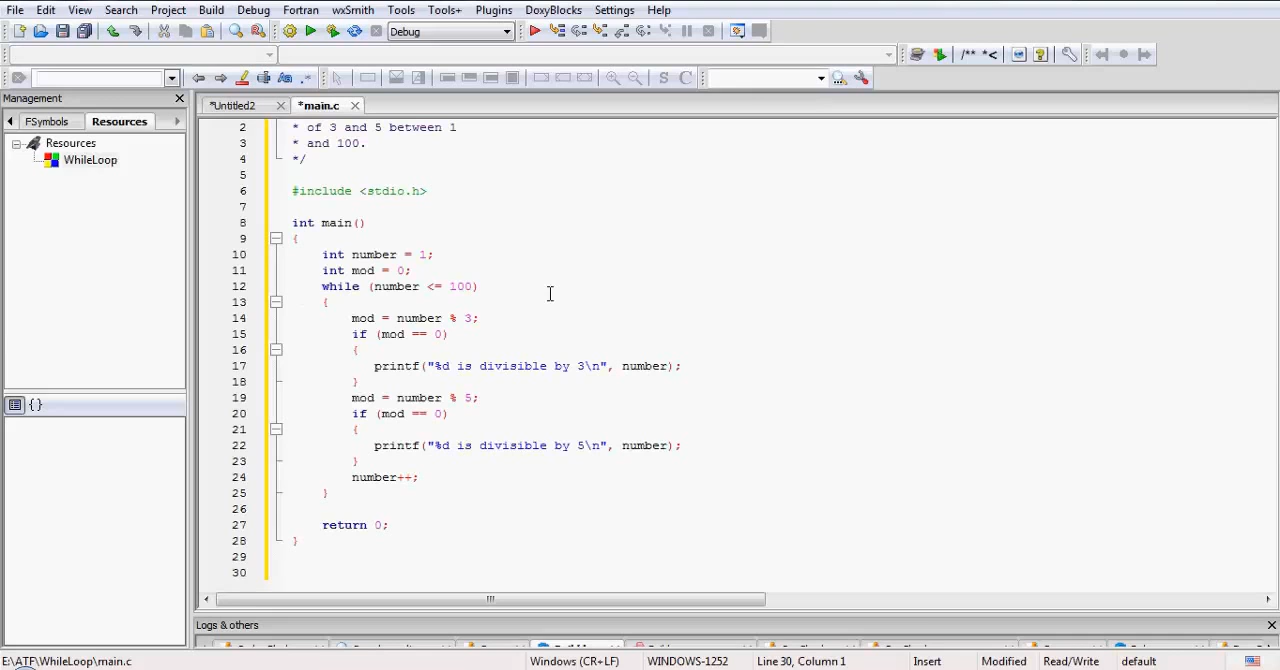 File Edit View Search Project Build Debug Fortran wxSmith Tools Tools+ Plugins DoxyBlocks Settings Help
Debug
/** *<
S C
Management
*Untitled2
*main.c
FSymbols Resources
Resources
WhileLoop
{}
2 * of 3 and 5 between 1
3 * and 100.
4 */
5
6 #include <stdio.h>
7
8 int main()
9 {
10 int number = 1;
11 int mod = 0;
12 while (number <= 100)
13 {
14 mod = number % 3;
15 if (mod == 0)
16 {
17 printf("%d is divisible by 3\n", number);
18 }
19 mod = number % 5;
20 if (mod == 0)
21 {
22 printf("%d is divisible by 5\n", number);
23 }
24 number++;
25 }
26
27 return 0;
28 }
29
30
Logs & others
E:\ATF\WhileLoop\main.c Windows (CR+LF) WINDOWS-1252 Line 30, Column 1 Insert Modified Read/Write default